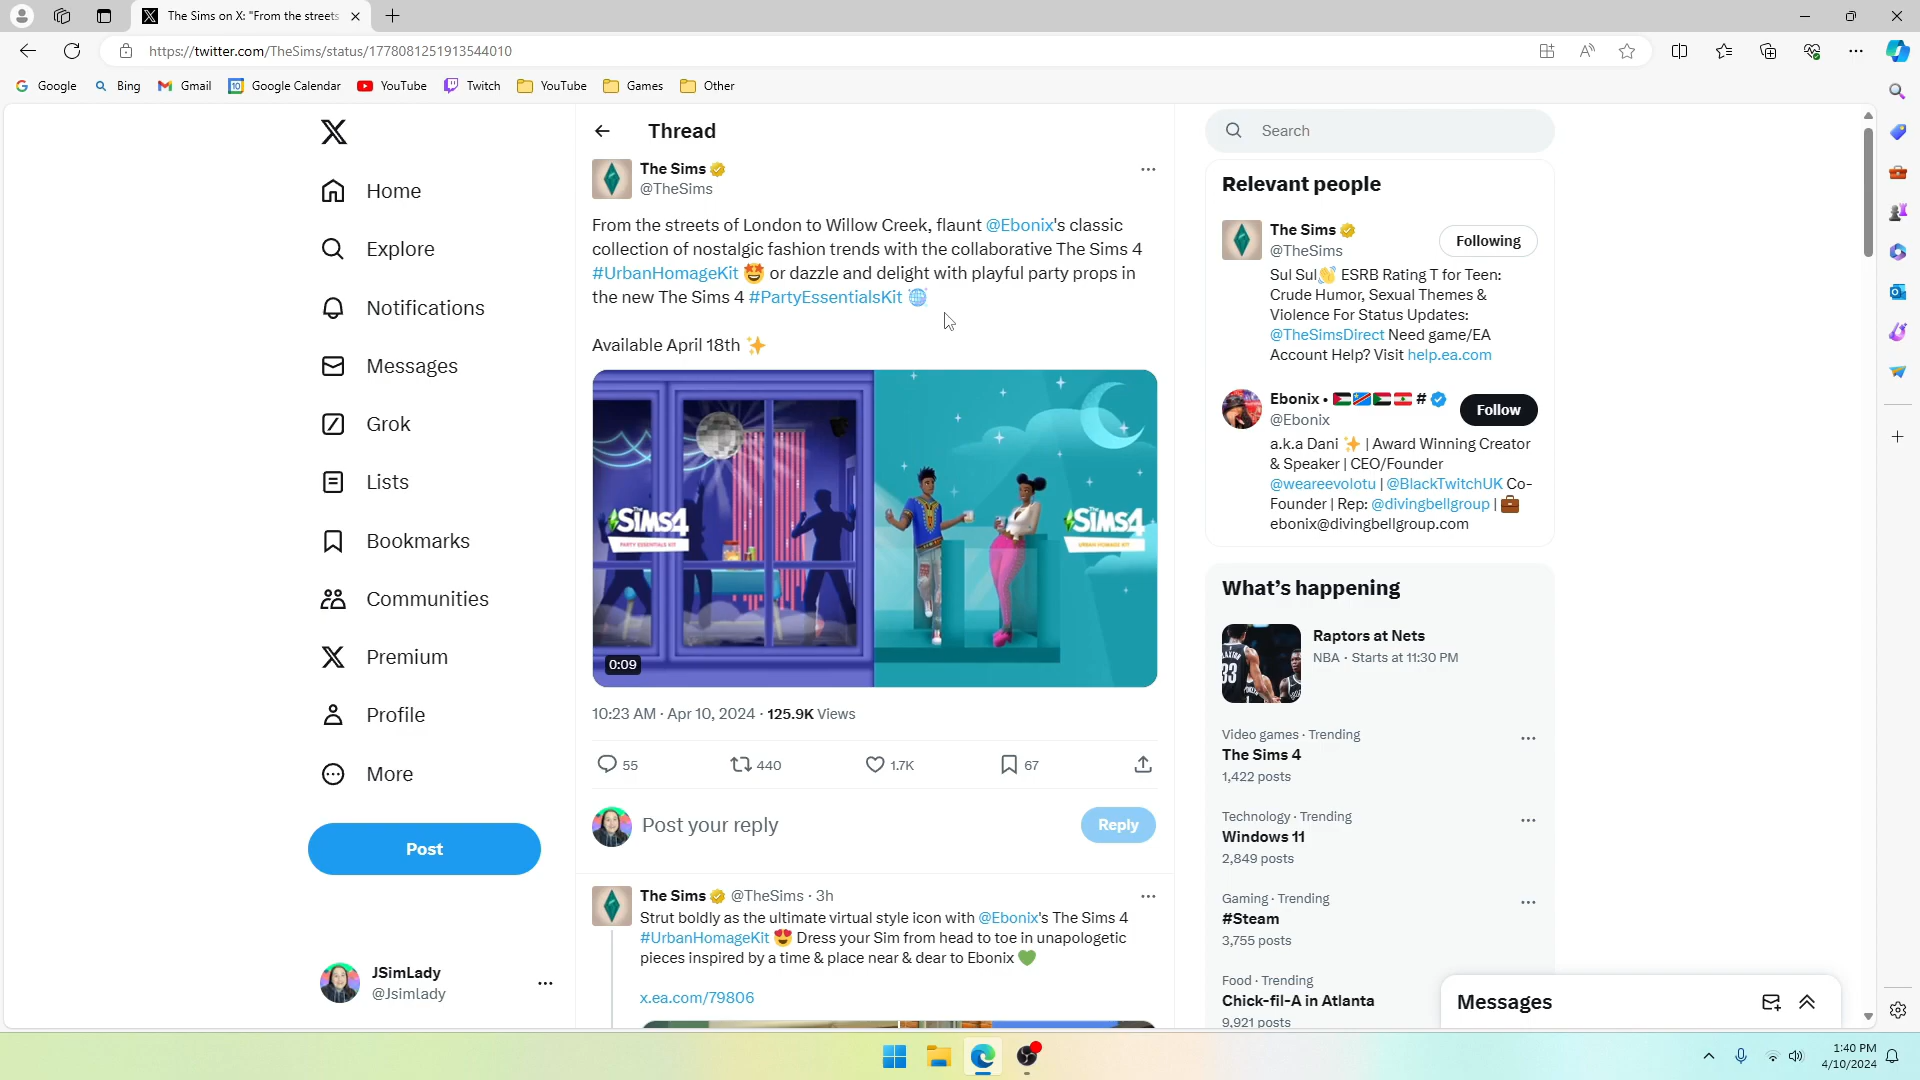 The Sims on X: "From the streets
https://twitter.com/TheSims/status/1778081251913544010
Google
Bing
Gmail
Google Calendar
YouTube
Twitch
YouTube
Games
Other
Home
Explore
Notifications
Messages
Grok
Lists
Bookmarks
Communities
Premium
Profile
More
Post
JSimLady
@Jsimlady
Thread
The Sims
@TheSims
From the streets of London to Willow Creek, flaunt @Ebonix's classic
collection of nostalgic fashion trends with the collaborative The Sims 4
#UrbanHomageKit 🤩 or dazzle and delight with playful party props in
the new The Sims 4 #PartyEssentialsKit 🪩
Available April 18th ✨
THE SIMS 4
PARTY ESSENTIALS KIT
THE SIMS 4
URBAN HOMAGE KIT
0:09
10:23 AM · Apr 10, 2024 · 125.9K Views
55
440
1.7K
67
Post your reply
Reply
The Sims @TheSims · 3h
Strut boldly as the ultimate virtual style icon with @Ebonix's The Sims 4
#UrbanHomageKit 😍 Dress your Sim from head to toe in unapologetic
pieces inspired by a time & place near & dear to Ebonix 💚
x.ea.com/79806
Search
Relevant people
The Sims
@TheSims
Following
Sul Sul👋 ESRB Rating T for Teen:
Crude Humor, Sexual Themes &
Violence For Status Updates:
@TheSimsDirect Need game/EA
Account Help? Visit help.ea.com
Ebonix • 🇵🇸🇨🇩🇸🇩🇱🇧 #
@Ebonix
Follow
a.k.a Dani ✨ | Award Winning Creator
& Speaker | CEO/Founder
@weareevolotu | @BlackTwitchUK Co-
Founder | Rep: @divingbellgroup | 💼
ebonix@divingbellgroup.com
What's happening
33
Raptors at Nets
NBA · Starts at 11:30 PM
Video games · Trending
The Sims 4
1,422 posts
Technology · Trending
Windows 11
2,849 posts
Gaming · Trending
#Steam
3,755 posts
Food · Trending
Chick-fil-A in Atlanta
9,921 posts
Messages
1:40 PM
4/10/2024